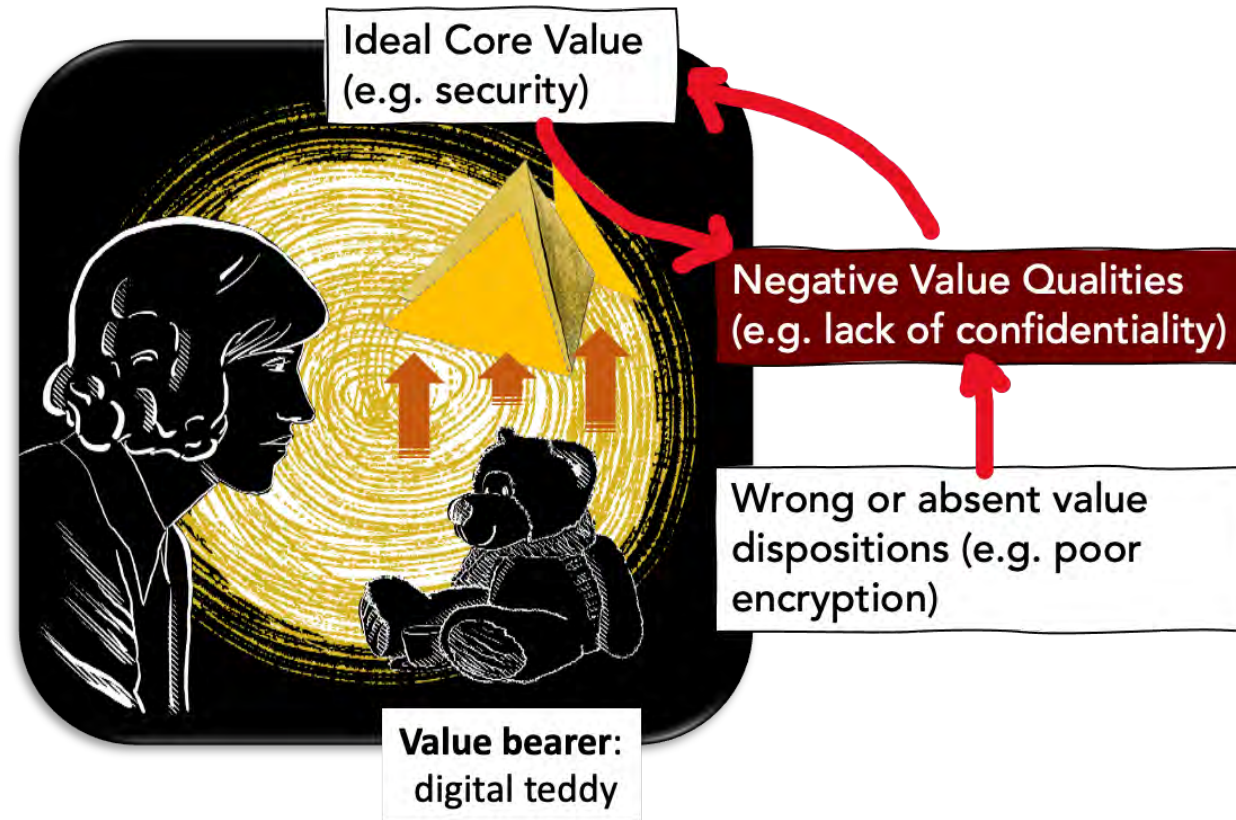 Ideal Core Value
(e.g. security)
Negative Value Qualities
(e.g. lack of confidentiality)
Wrong or absent value
dispositions (e.g. poor
encryption)
Value bearer:
digital teddy